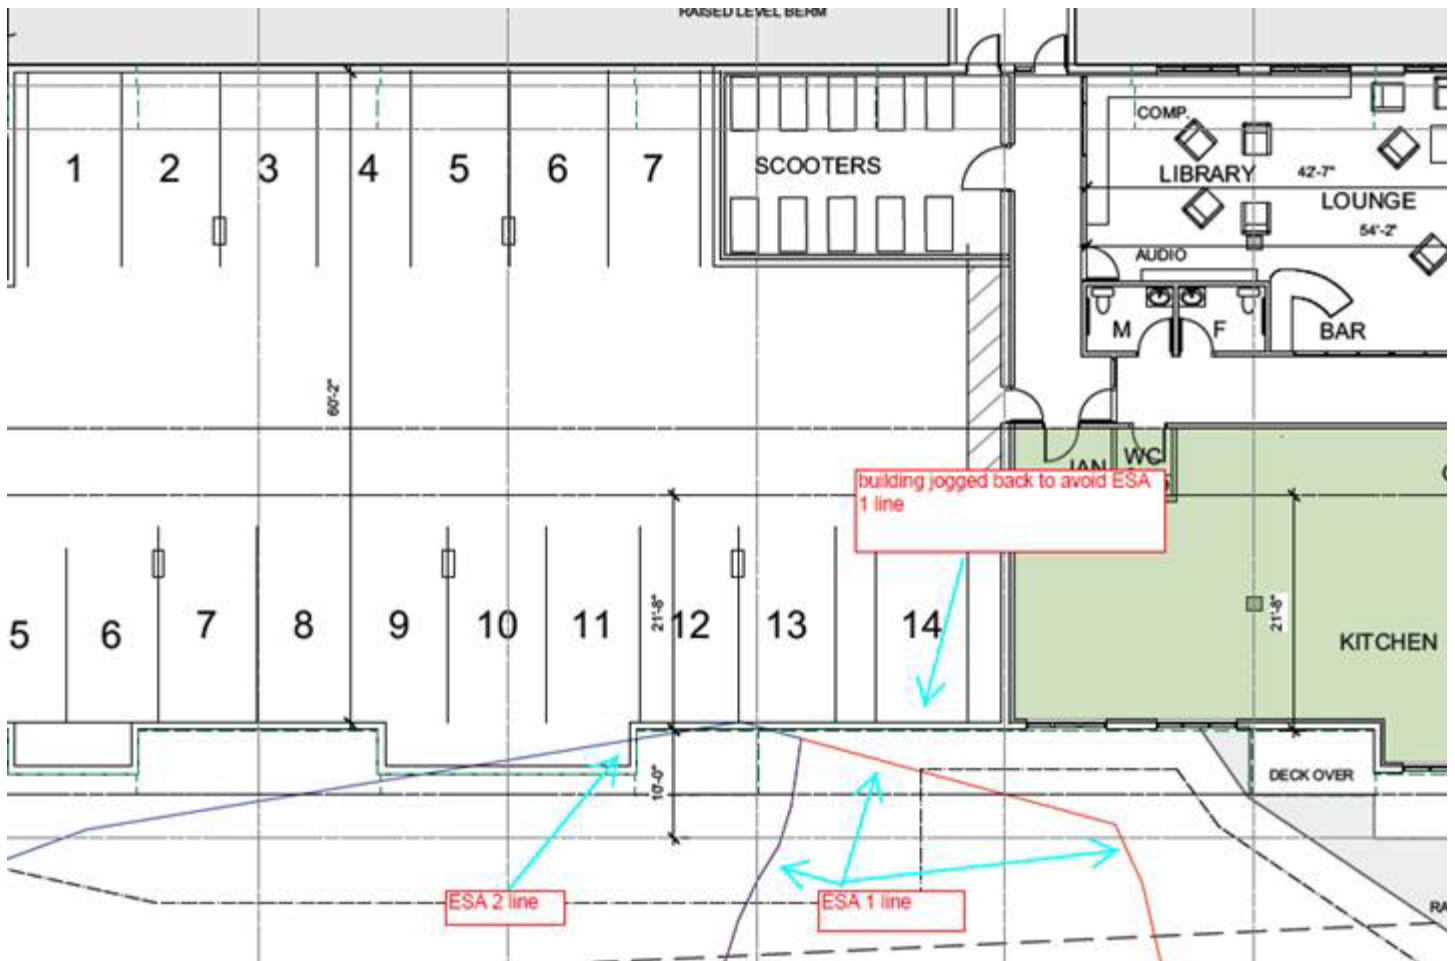 RAISED LEVEL BERM
COMP.
1 2 3 4 5 6 7
SCOOTERS
LIBRARY 42'-7"
LOUNGE
54'-2"
AUDIO
M F BAR
60'-2"
JAN WC
building jogged back to avoid ESA
1 line
5 6 7 8 9 10 11 21'-8" 12 13 14
21'-8"
KITCHEN
10'-0"
DECK OVER
ESA 2 line
ESA 1 line
RA